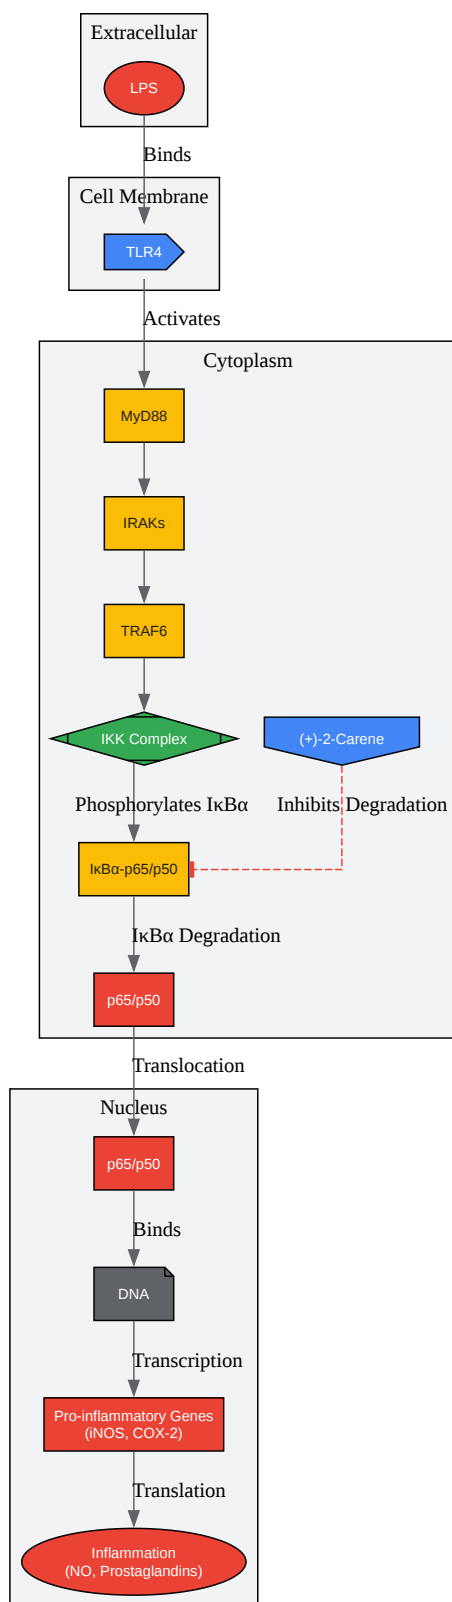 Extracellular
LPS
Binds
Cell Membrane
TLR4
Activates
Cytoplasm
MyD88
IRAKs
TRAF6
IKK Complex
(+)-2-Carene
Phosphorylates IκBα
Inhibits Degradation
IκBα-p65/p50
IκBα Degradation
p65/p50
Translocation
Nucleus
p65/p50
Binds
DNA
Transcription
Pro-inflammatory Genes
(iNOS, COX-2)
Translation
Inflammation
(NO, Prostaglandins)